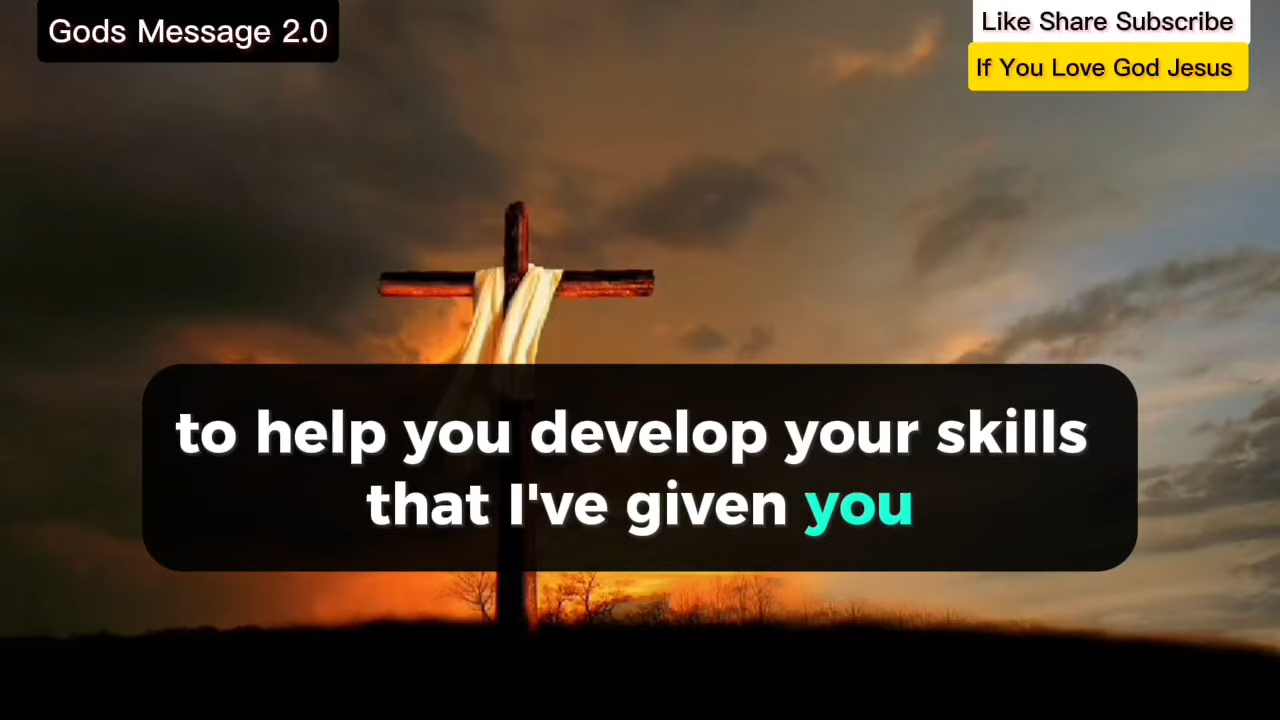 Gods Message 2.0
Like Share Subscribe
If You Love God Jesus
to help you develop your skills
that I've given you